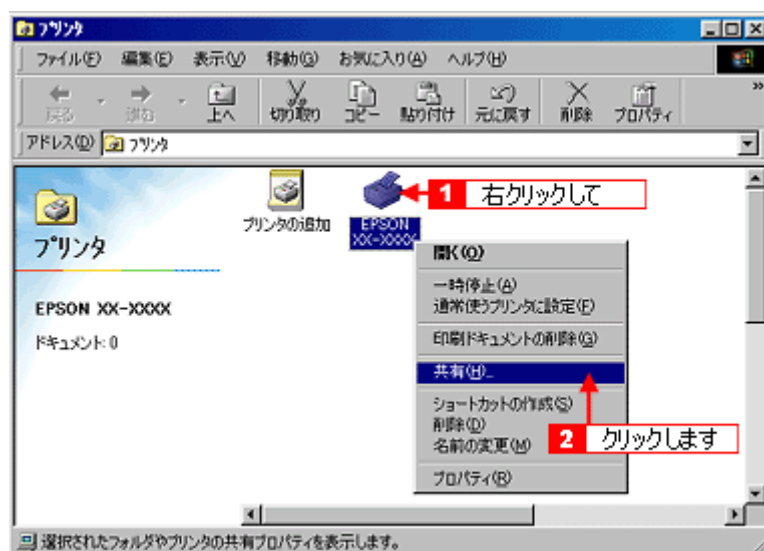 プリンタ
ファイル(F) 編集(E) 表示(V) 移動(G) お気に入り(A) ヘルプ(H)
戻る 進む 上へ 切り取り コピー 貼り付け 元に戻す 削除 プロパティ »
アドレス(D) プリンタ
プリンタ
EPSON XX-XXXX
ドキュメント: 0
プリンタの追加
EPSON XX-XXXX
1 右クリックして
開く(O)
一時停止(A)
通常使うプリンタに設定(F)
印刷ドキュメントの削除(G)
共有(H)...
ショートカットの作成(S)
削除(D)
名前の変更(M)
2 クリックします
プロパティ(R)
選択されたフォルダやプリンタの共有プロパティを表示します。